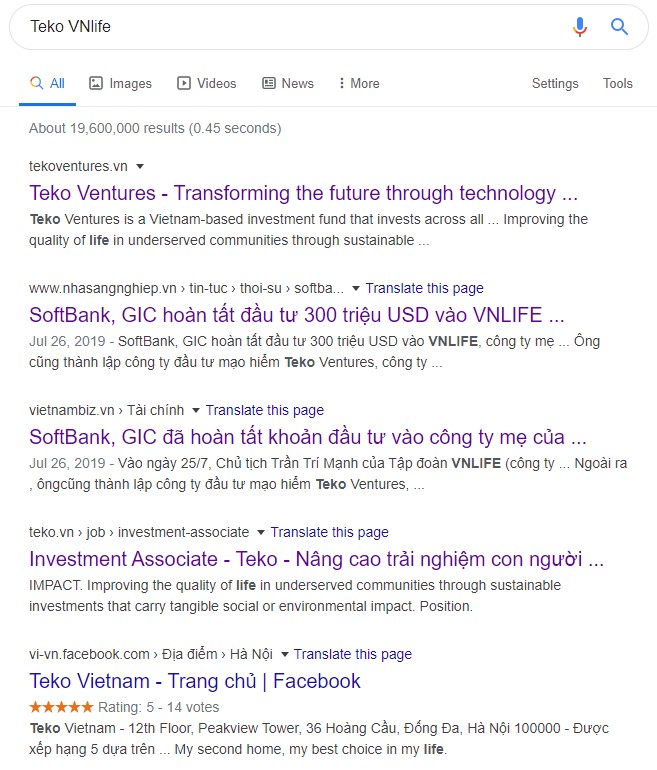 Teko VNlife
All Images Videos News More Settings Tools
About 19,600,000 results (0.45 seconds)
tekoventures.vn
Teko Ventures - Transforming the future through technology ...
Teko Ventures is a Vietnam-based investment fund that invests across all ... Improving the
quality of life in underserved communities through sustainable ...
www.nhasangnghiep.vn › tin-tuc › thoi-su › softba... Translate this page
SoftBank, GIC hoàn tất đầu tư 300 triệu USD vào VNLIFE ...
Jul 26, 2019 - SoftBank, GIC hoàn tất đầu tư 300 triệu USD vào VNLIFE, công ty mẹ ... Ông
cũng thành lập công ty đầu tư mạo hiểm Teko Ventures, công ty ...
vietnambiz.vn › Tài chính Translate this page
SoftBank, GIC đã hoàn tất khoản đầu tư vào công ty mẹ của ...
Jul 26, 2019 - Vào ngày 25/7, Chủ tịch Trần Trí Mạnh của Tập đoàn VNLIFE (công ty ... Ngoài ra
, ôngcũng thành lập công ty đầu tư mạo hiểm Teko Ventures, ...
teko.vn › job › investment-associate Translate this page
Investment Associate - Teko - Nâng cao trải nghiệm con người ...
IMPACT. Improving the quality of life in underserved communities through sustainable
investments that carry tangible social or environmental impact. Position.
vi-vn.facebook.com › Địa điểm › Hà Nội Translate this page
Teko Vietnam - Trang chủ | Facebook
Rating: 5 - 14 votes
Teko Vietnam - 12th Floor, Peakview Tower, 36 Hoàng Cầu, Đống Đa, Hà Nội 100000 - Được
xếp hạng 5 dựa trên ... My second home, my best choice in my life.